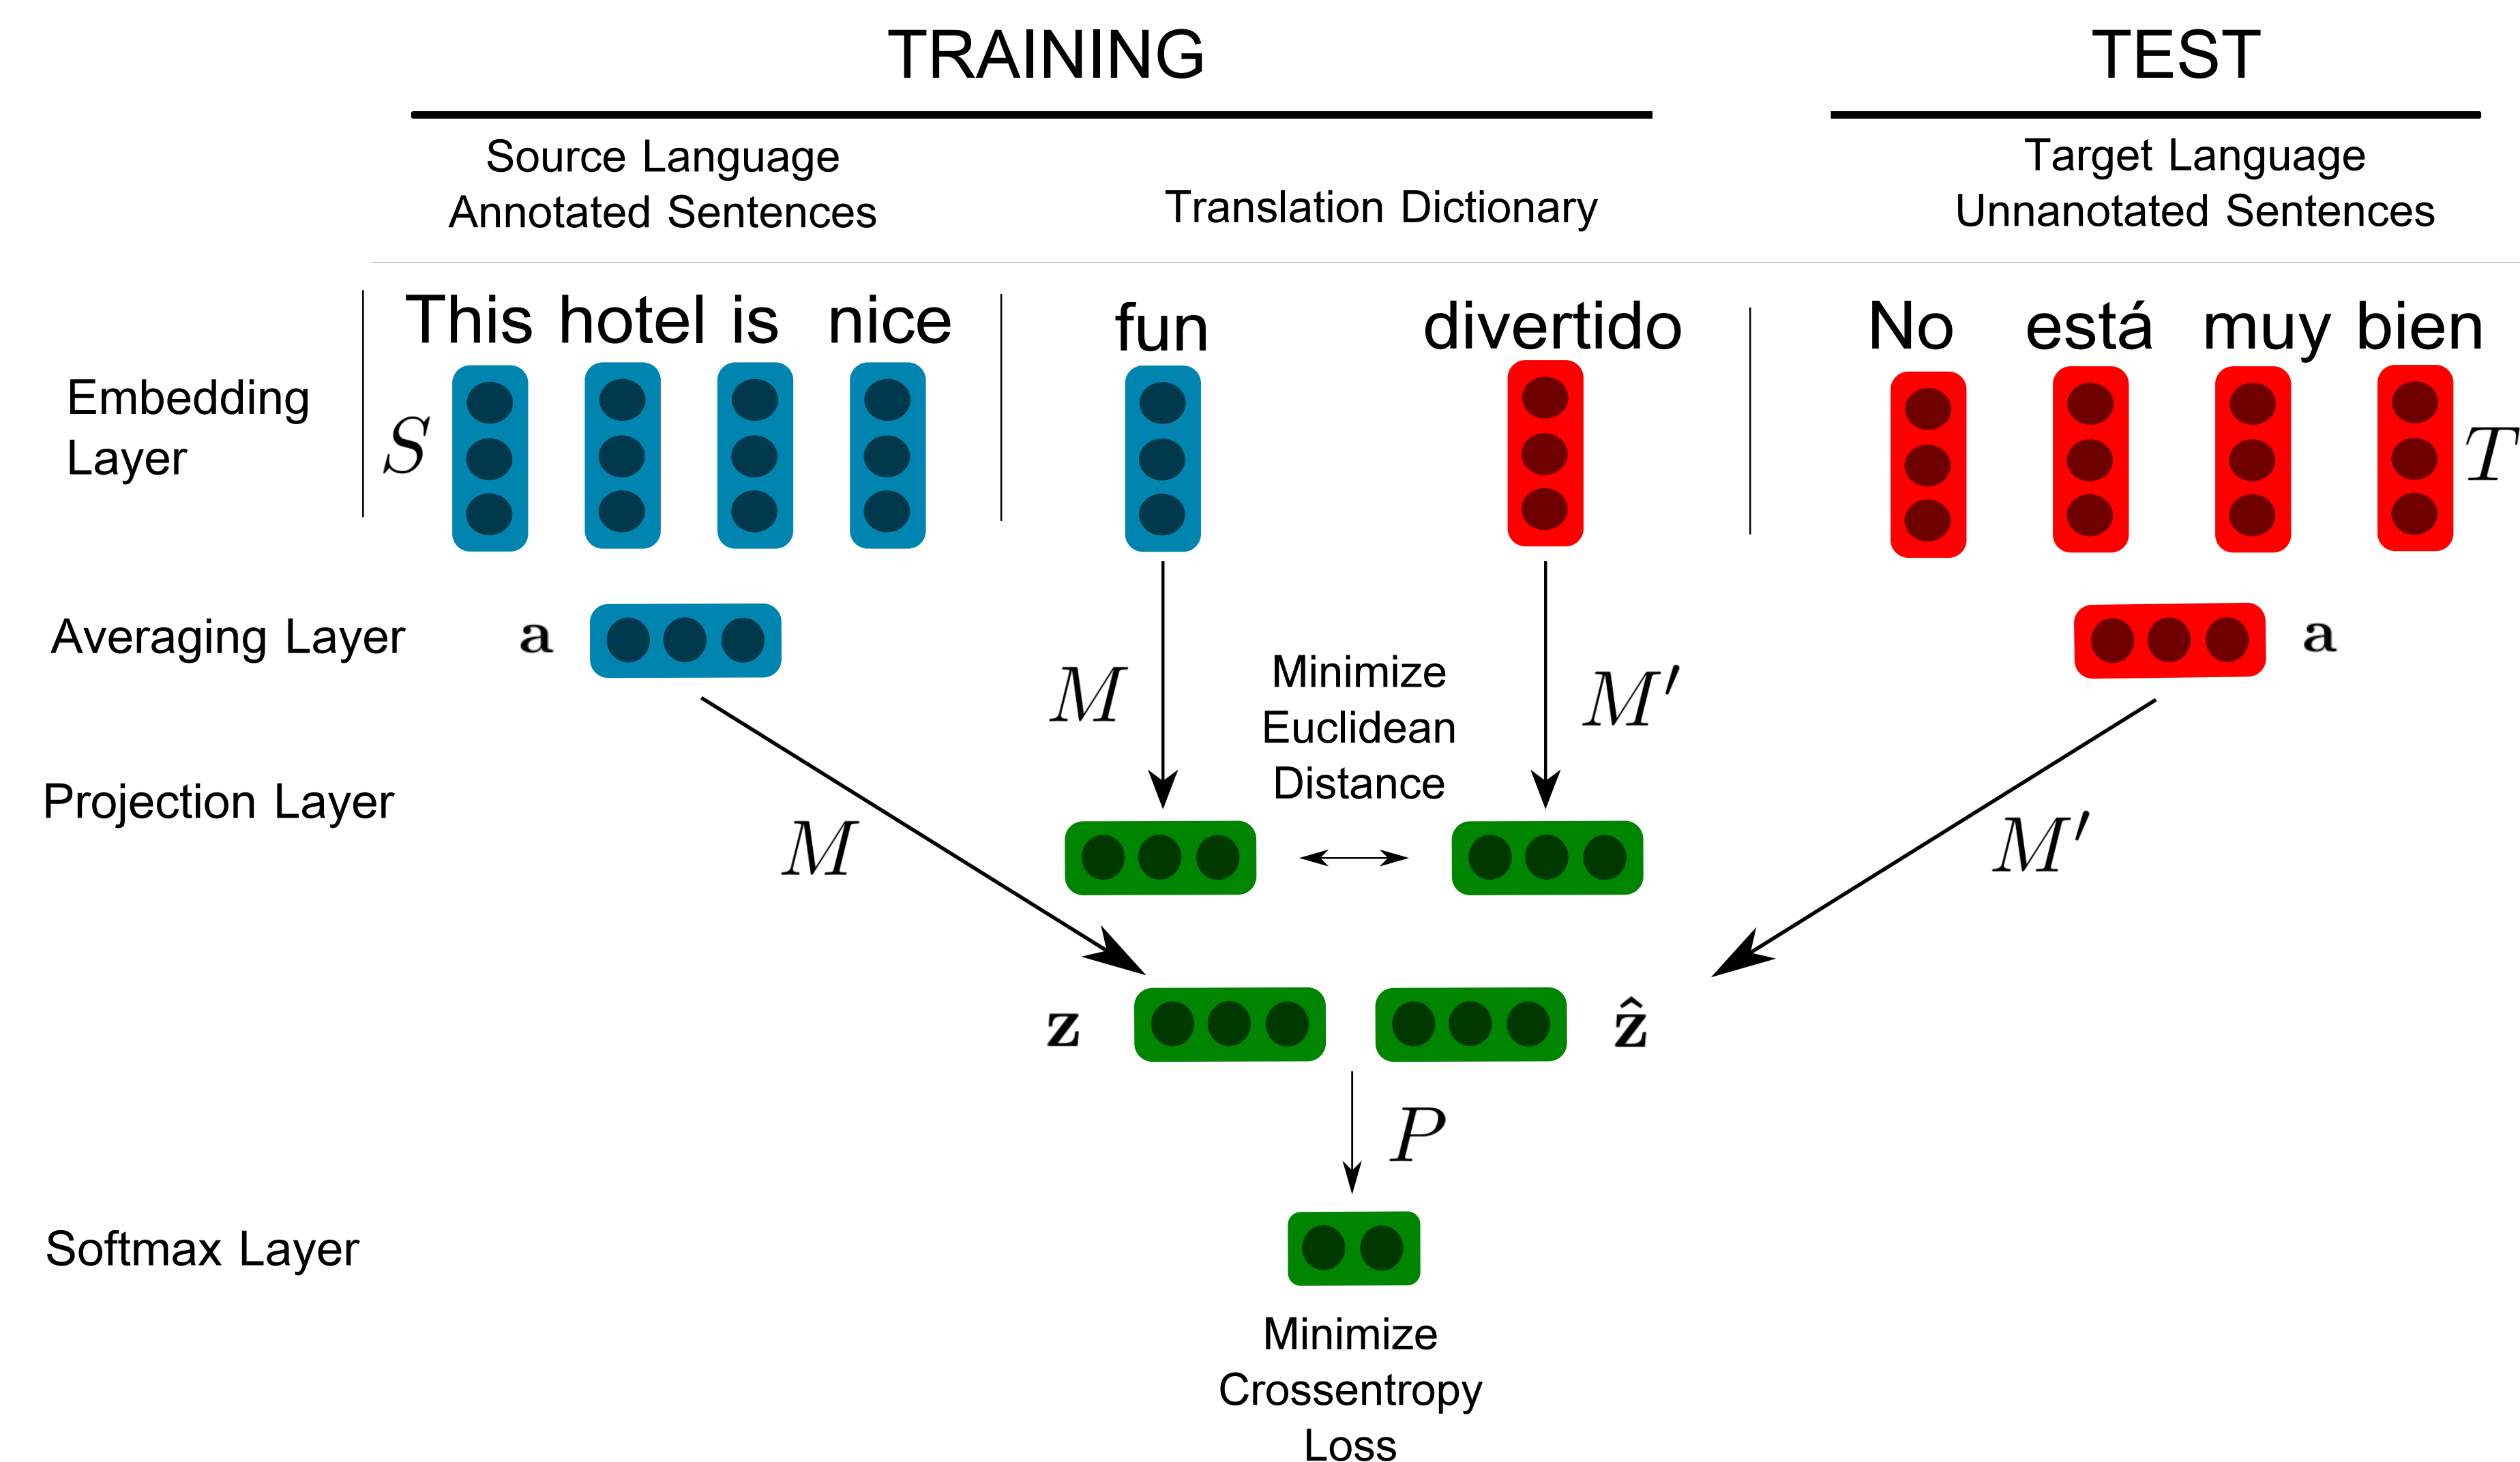 TRAINING
TEST
Source Language
Annotated Sentences
Translation Dictionary
Target Language
Unnanotated Sentences
This hotel is nice
fun
divertido
No está muy bien
Embedding
Layer
S
T
Averaging Layer
a
a
M
Minimize
Euclidean
Distance
M′
Projection Layer
M
M′
z
ẑ
P
Softmax Layer
Minimize
Crossentropy
Loss